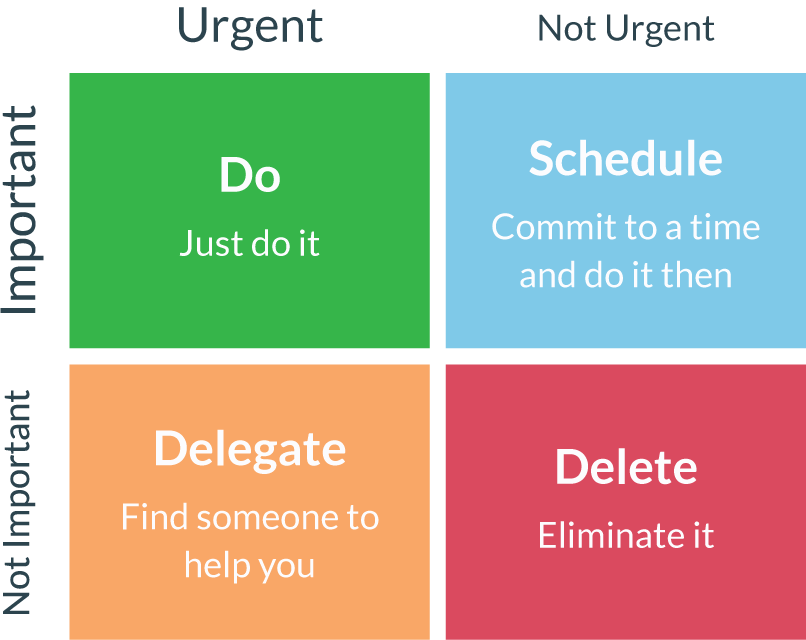 Urgent
Not Urgent
Important
Do
Just do it
Schedule
Commit to a time
and do it then
Not Important
Delegate
Find someone to
help you
Delete
Eliminate it